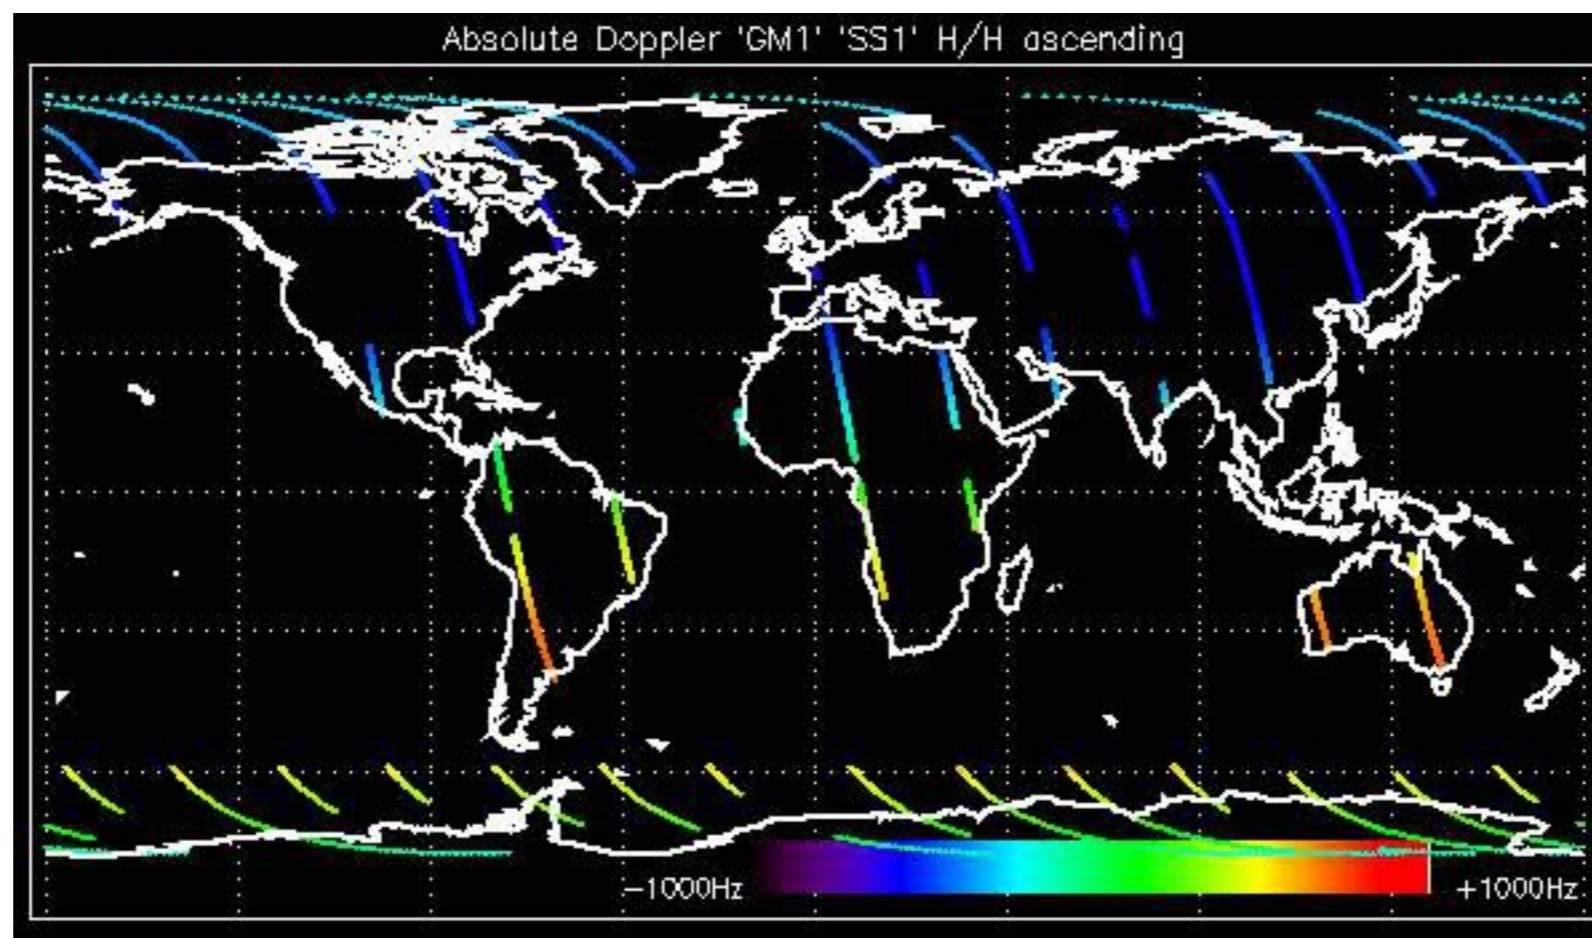 Absolute Doppler 'GM1' 'SS1' H/H ascending
−1000Hz
+1000Hz